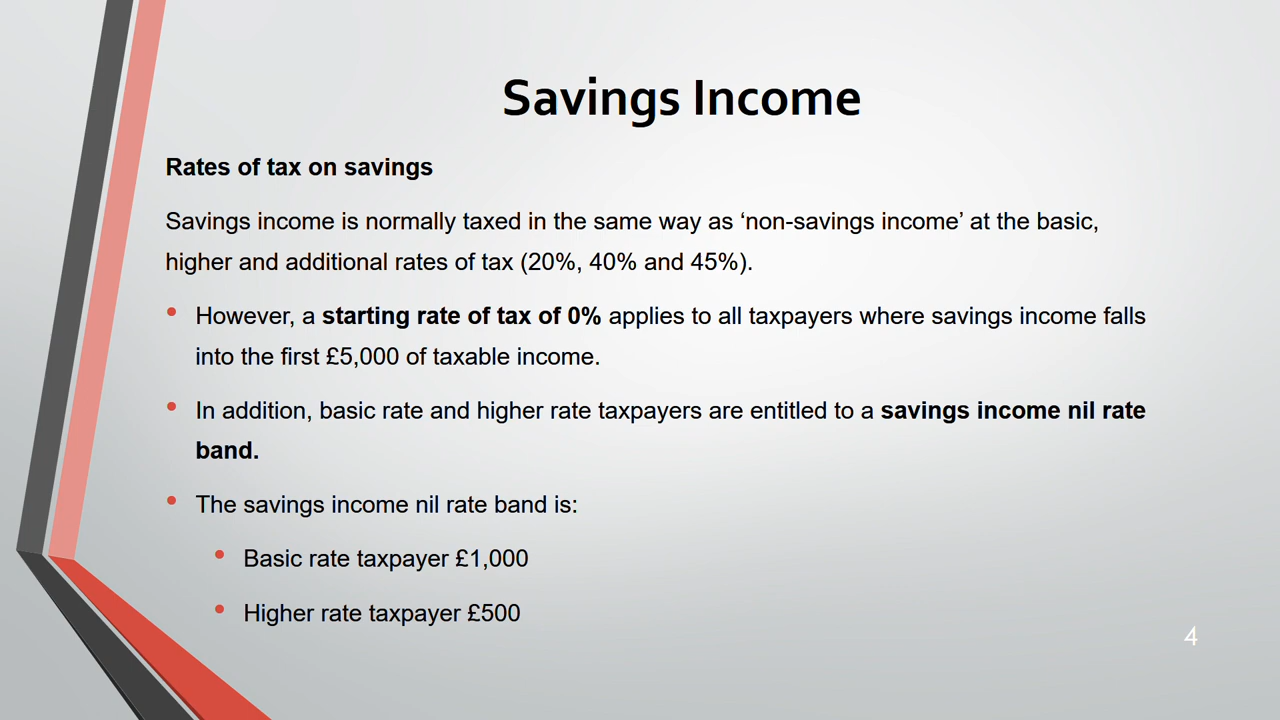 Savings Income
Rates of tax on savings
Savings income is normally taxed in the same way as ‘non-savings income’ at the basic,
higher and additional rates of tax (20%, 40% and 45%).
• However, a starting rate of tax of 0% applies to all taxpayers where savings income falls
into the first £5,000 of taxable income.
• In addition, basic rate and higher rate taxpayers are entitled to a savings income nil rate
band.
• The savings income nil rate band is:
• Basic rate taxpayer £1,000
• Higher rate taxpayer £500
4